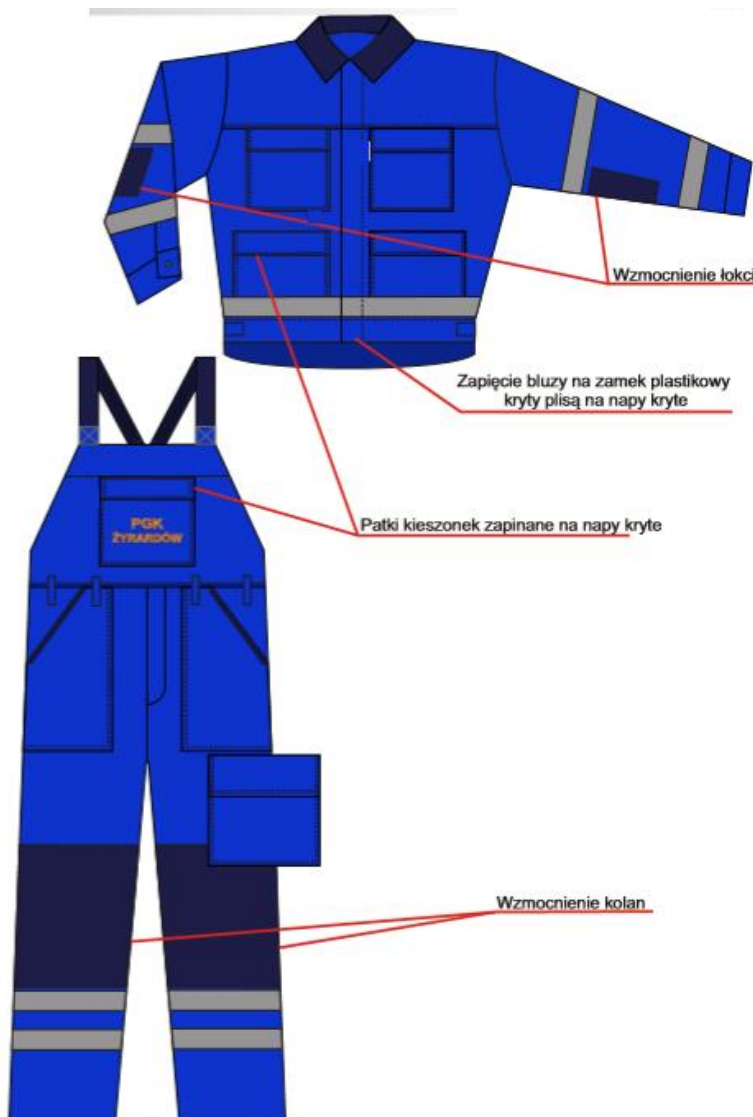 Wzmocnienie łokci
Zapięcie bluzy na zamek plastikowy
kryty plisą na napy kryte
Patki kieszonek zapinane na napy kryte
PGK
ŻYRARDÓW
Wzmocnienie kolan